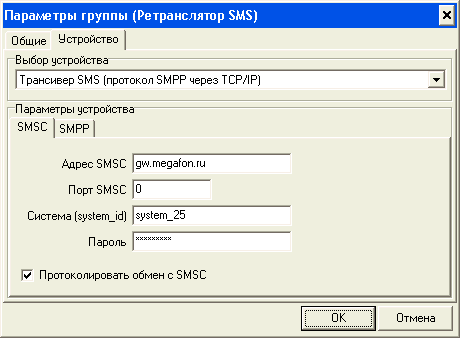 Параметры группы (Ретранслятор SMS)
Общие Устройство
Выбор устройства
Трансивер SMS (протокол SMPP через TCP/IP)
Параметры устройства
SMSC SMPP
Адрес SMSC gw.megafon.ru
Порт SMSC 0
Система (system_id) system_25
Пароль *********
Протоколировать обмен с SMSC
OK Отмена